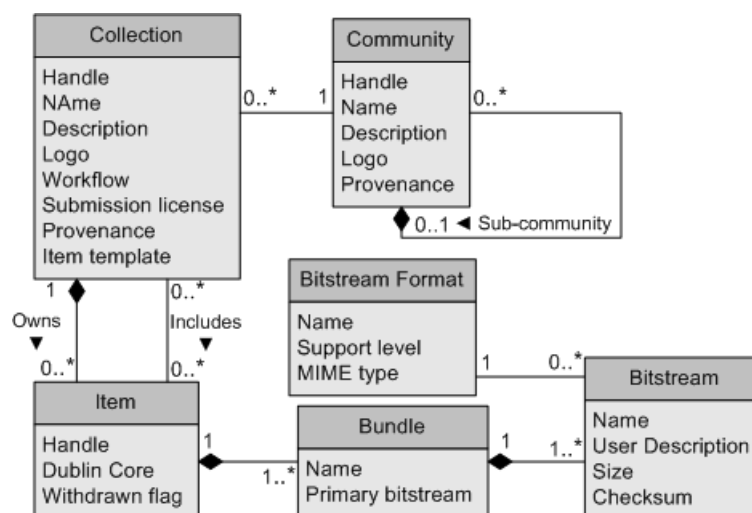 Collection
Handle
NAme
Description
Logo
Workflow
Submission license
Provenance
Item template
0..*
1
Community
Handle
Name
Description
Logo
Provenance
0..*
0..1 ◄ Sub-community
1
Owns
▼
0..*
0..*
Includes
▼
0..*
Bitstream Format
Name
Support level
MIME type
1
0..*
Item
Handle
Dublin Core
Withdrawn flag
1
1..*
Bundle
Name
Primary bitstream
1
1..*
Bitstream
Name
User Description
Size
Checksum